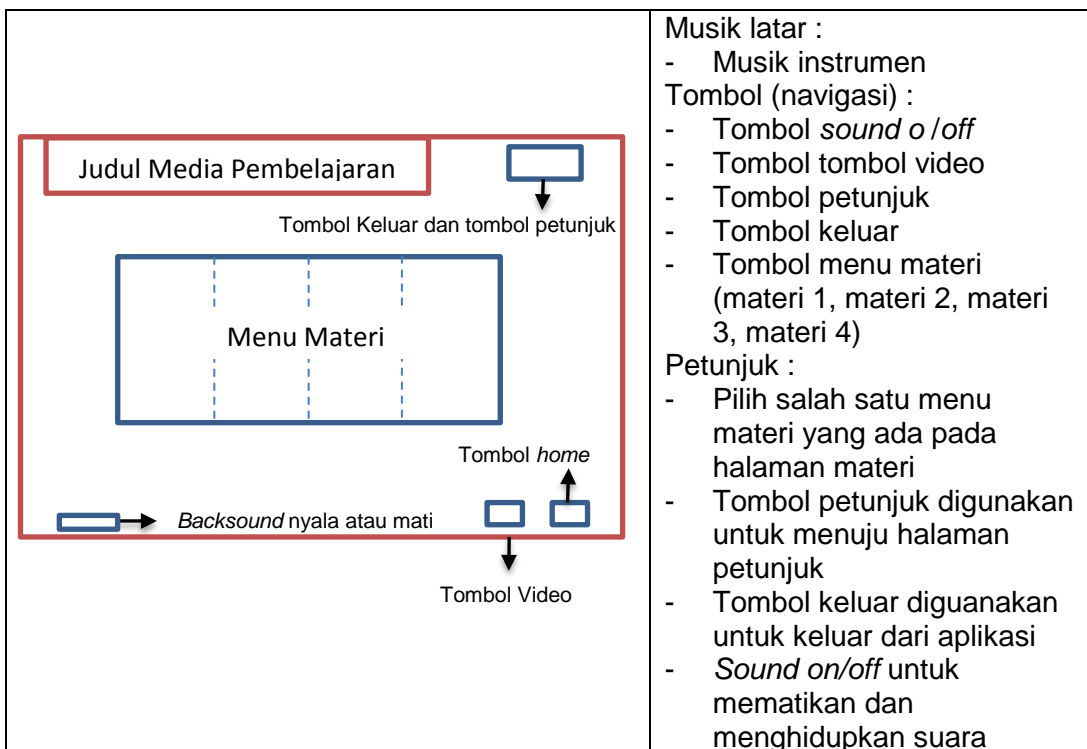 Judul Media Pembelajaran
Tombol Keluar dan tombol petunjuk
Menu Materi
Tombol home
Backsound nyala atau mati
Tombol Video
Musik latar :
- Musik instrumen
Tombol (navigasi) :
- Tombol sound o /off
- Tombol tombol video
- Tombol petunjuk
- Tombol keluar
- Tombol menu materi
(materi 1, materi 2, materi
3, materi 4)
Petunjuk :
- Pilih salah satu menu
materi yang ada pada
halaman materi
- Tombol petunjuk digunakan
untuk menuju halaman
petunjuk
- Tombol keluar diguanakan
untuk keluar dari aplikasi
- Sound on/off untuk
mematikan dan
menghidupkan suara